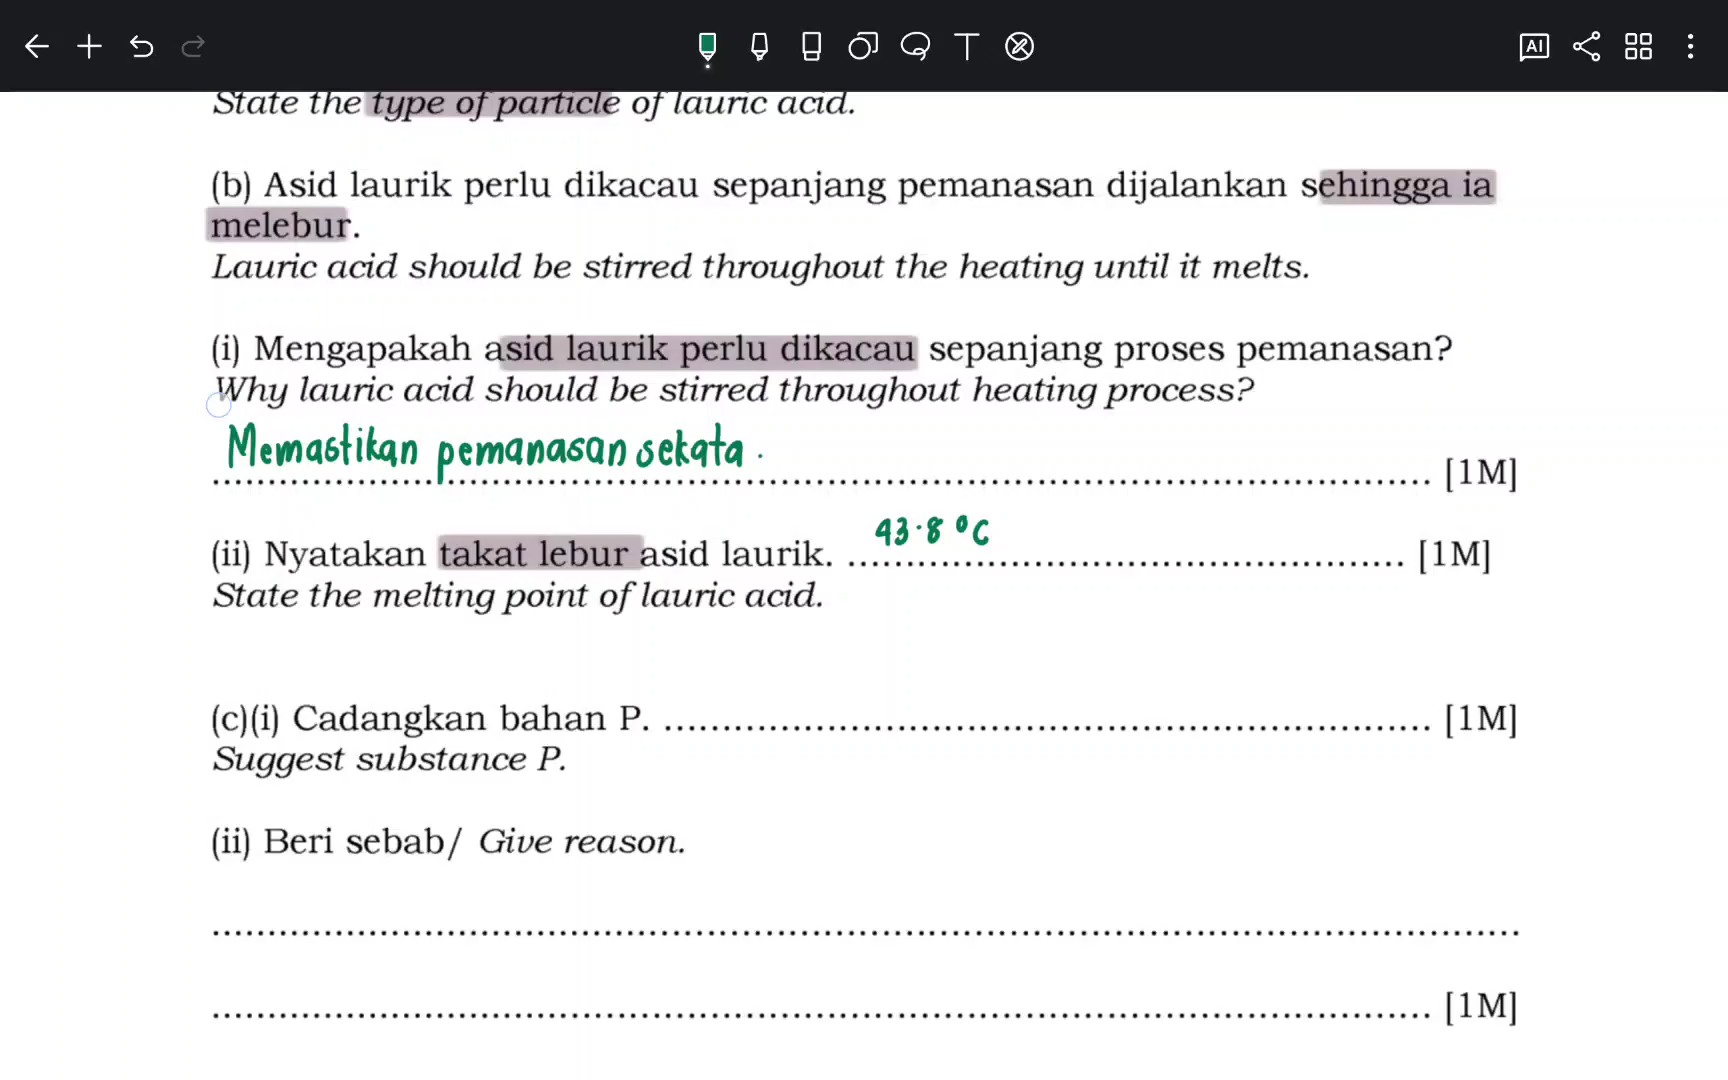 AI
State the type of particle of lauric acid.
(b) Asid laurik perlu dikacau sepanjang pemanasan dijalankan sehingga ia
melebur.
Lauric acid should be stirred throughout the heating until it melts.
(i) Mengapakah asid laurik perlu dikacau sepanjang proses pemanasan?
Why lauric acid should be stirred throughout heating process?
Memastikan pemanasan sekata.
[1M]
43.8 °C
(ii) Nyatakan takat lebur asid laurik. ................................................ [1M]
State the melting point of lauric acid.
(c)(i) Cadangkan bahan P. ................................................ [1M]
Suggest substance P.
(ii) Beri sebab/ Give reason.
[1M]